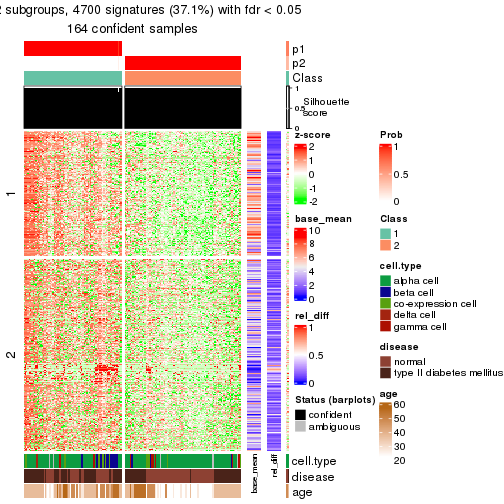 2 subgroups, 4700 signatures (37.1%) with fdr < 0.05
164 confident samples
p1
p2
Class
1
0.5
0
Silhouette
score
1
2
z-score
2
1
0
-1
-2
base_mean
10
8
6
4
2
0
rel_diff
1
0.5
0
Status (barplots)
confident
ambiguous
Prob
1
0.5
0
Class
1
2
cell.type
alpha cell
beta cell
co-expression cell
delta cell
gamma cell
disease
normal
type II diabetes mellitus
age
60
50
40
30
20
cell.type
disease
age
base_mean
rel_diff